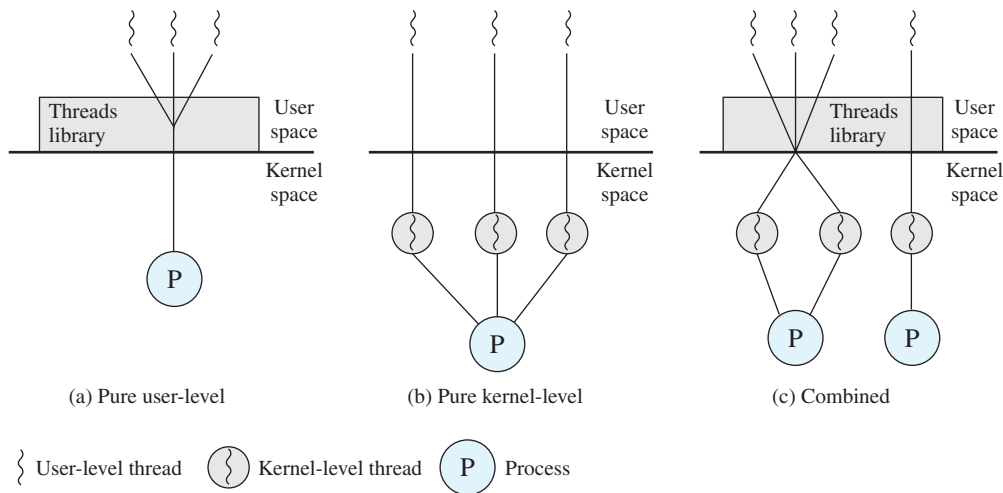 Threads
library
User
space
Kernel
space
P
(a) Pure user-level
User
space
Kernel
space
P
(b) Pure kernel-level
Threads
library
User
space
Kernel
space
P
P
(c) Combined
User-level thread
Kernel-level thread
P
Process